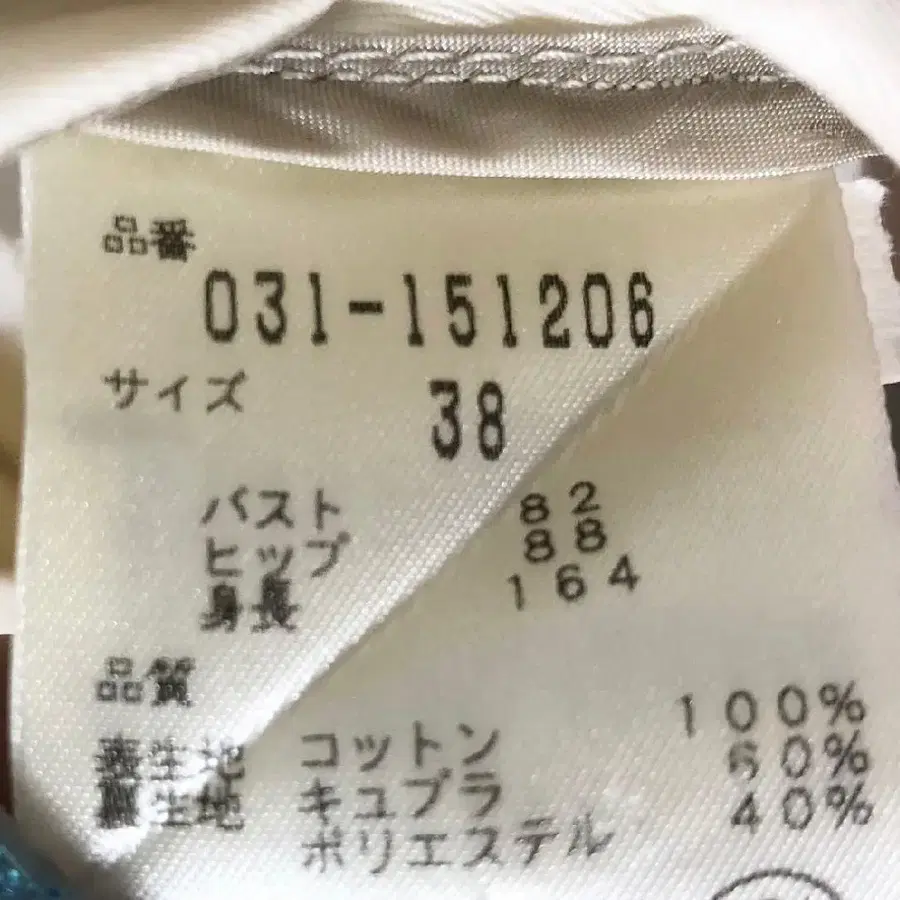 品番
031-151206
サイズ 38
バスト 82
ヒップ 88
身長 164
品質
表生地 コットン 100%
裏生地 キュプラ 60%
ポリエステル 40%